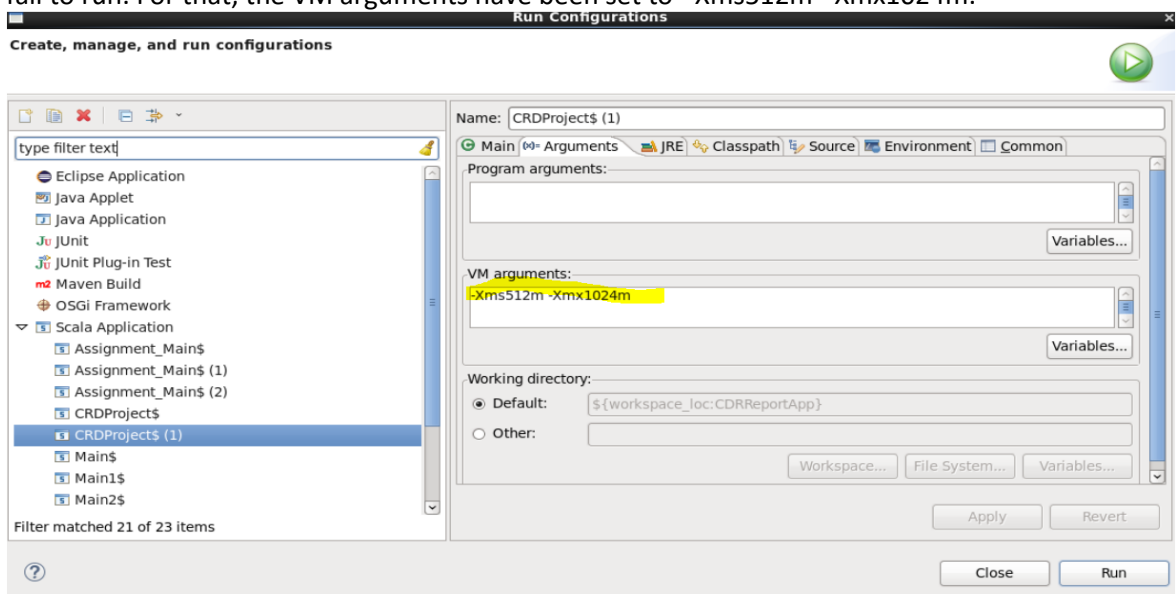 fail to run. For that, the VM arguments have been set to -Xms512m -Xmx1024m.
Run Configurations
Create, manage, and run configurations
type filter text
Eclipse Application
Java Applet
Java Application
Ju JUnit
JUnit Plug-in Test
m2 Maven Build
OSGi Framework
Scala Application
Assignment_Main$
Assignment_Main$ (1)
Assignment_Main$ (2)
CRDProject$
CRDProject$ (1)
Main$
Main1$
Main2$
Filter matched 21 of 23 items
Name: CRDProject$ (1)
Main (x)= Arguments JRE Classpath Source Environment Common
Program arguments:
Variables...
VM arguments:
-Xms512m -Xmx1024m
Variables...
Working directory:
Default: ${workspace_loc:CDRReportApp}
Other:
Workspace... File System... Variables...
Apply Revert
Close Run